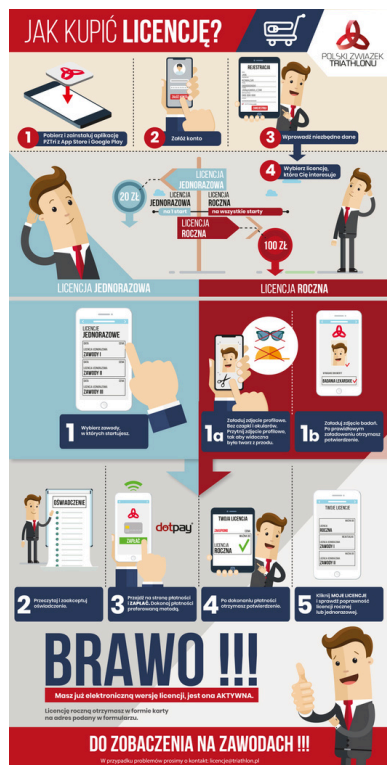 JAK KUPIĆ LICENCJĘ?
POLSKI ZWIĄZEK
TRIATHLONU
REJESTRACJA
1 Pobierz i zainstaluj aplikację
PZTri z App Store i Google Play
2 Załóż konto
3 Wprowadź niezbędne dane
4 Wybierz licencję,
która Cię interesuje
20 ZŁ
LICENCJA
JEDNORAZOWA
LICENCJA
JEDNORAZOWA
na 1 start
LICENCJA
ROCZNA
na wszystkie starty
LICENCJA
ROCZNA
100 ZŁ
LICENCJA JEDNORAZOWA
LICENCJA ROCZNA
LICENCJE
JEDNORAZOWE
ZAWODY I
ZAWODY II
ZAWODY III
BADANIA LEKARSKIE
1 Wybierz zawody,
w których startujesz.
1a Załaduj zdjęcie profilowe.
Bez czapki i okularów.
Przytnij zdjęcie profilowe,
tak aby widoczna
była twarz z przodu.
1b Załaduj zdjęcie badań.
Po prawidłowym
załadowaniu otrzymasz
potwierdzenie.
OŚWIADCZENIE
ZAPŁAĆ
dotpay
TWOJA LICENCJA
LICENCJA
ROCZNA
TWOJE LICENCJE
ROCZNA
ZAWODY I
2 Przeczytaj i zaakceptuj
oświadczenie.
3 Przejdź na stronę płatności
i ZAPŁAĆ. Dokonaj płatności
preferowaną metodą.
4 Po dokonaniu płatności
otrzymasz potwierdzenie.
5 Kliknij MOJE LICENCJE
i sprawdź poprawność
licencji rocznej
lub jednorazowej.
BRAWO !!!
Masz już elektroniczną wersję licencji, jest ona AKTYWNA.
Licencję roczną otrzymasz w formie karty
na adres podany w formularzu.
DO ZOBACZENIA NA ZAWODACH !!!
W przypadku problemów prosimy o kontakt: licencje@triathlon.pl